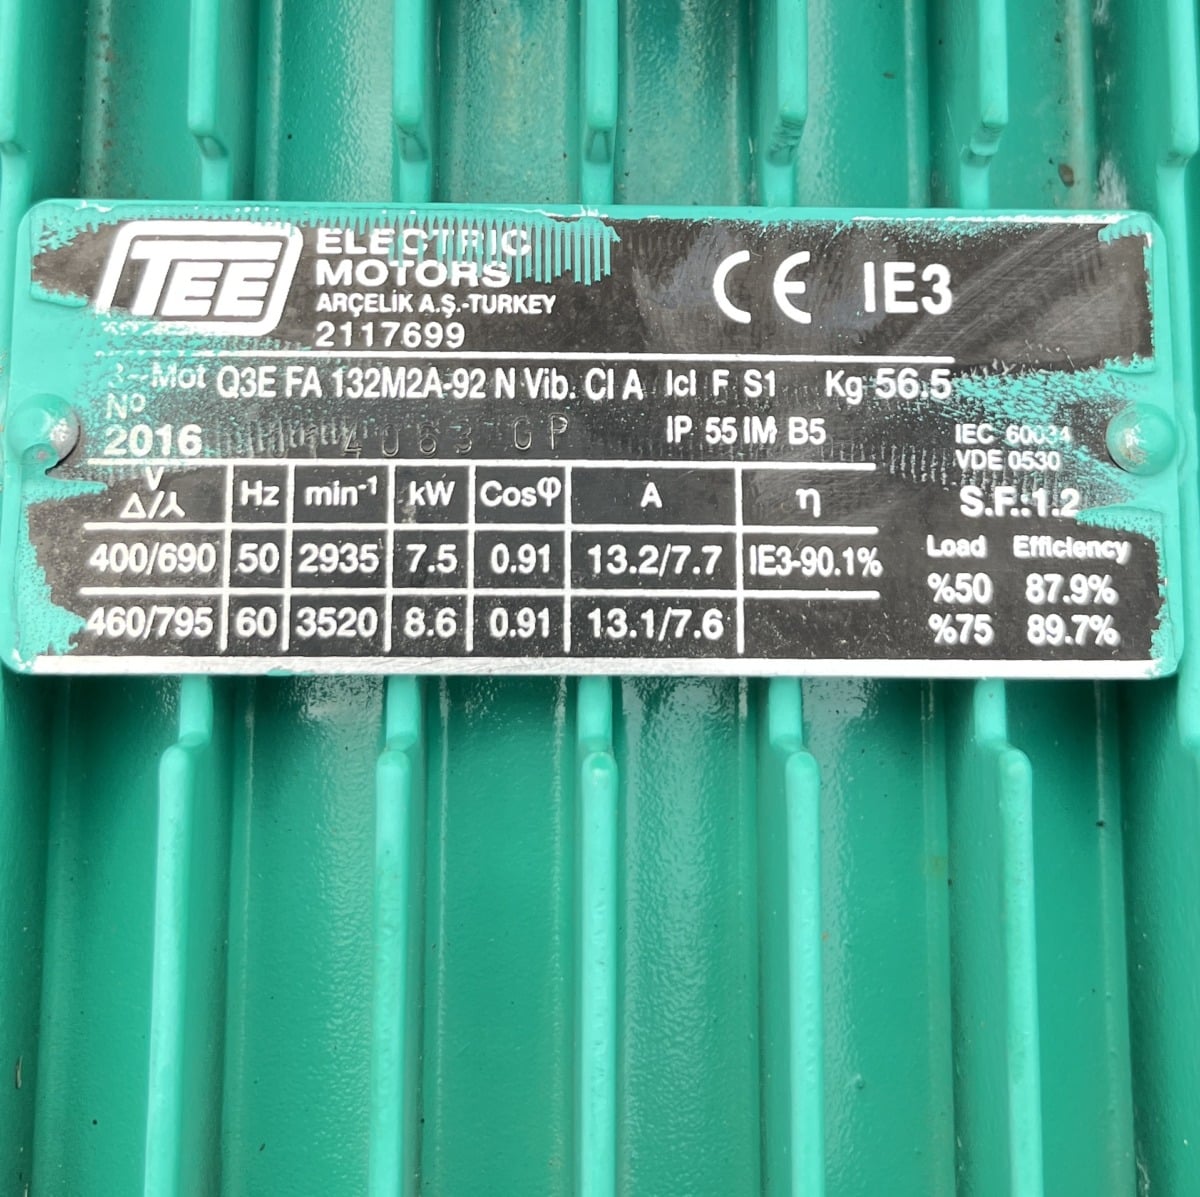 TEE
ELECTRIC
MOTORS
ARÇELİK A.Ş.-TURKEY
2117699
CE IE3
3~Mot Q3E FA 132M2A-92 N Vib. Cl A Icl F S1 Kg 56.5
Nº
2016 4063 GP IP 55 IM B5
IEC 60034
VDE 0530
S.F.:1.2
V Δ/⅄ Hz min⁻¹ kW Cosφ A η
400/690 50 2935 7.5 0.91 13.2/7.7 IE3-90.1%
460/795 60 3520 8.6 0.91 13.1/7.6
Load Efficiency
%50 87.9%
%75 89.7%